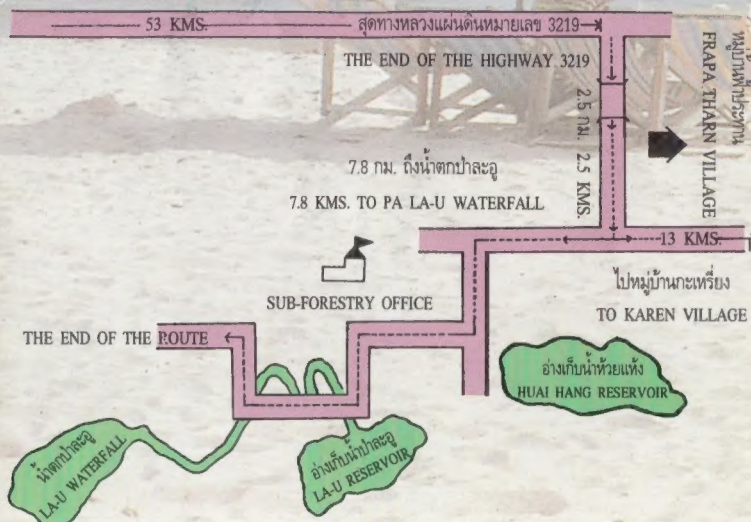 53 KMS.
สุดทางหลวงแผ่นดินหมายเลข 3219
THE END OF THE HIGHWAY 3219
หมู่บ้านฟ้าประทาน
FRAPA THARN VILLAGE
2.5 กม. 2.5 KMS.
7.8 กม. ถึงน้ำตกป่าละอู
7.8 KMS. TO PA LA-U WATERFALL
13 KMS.
ไปหมู่บ้านกะเหรี่ยง
TO KAREN VILLAGE
SUB-FORESTRY OFFICE
THE END OF THE ROUTE
อ่างเก็บน้ำห้วยแห้ง
HUAI HANG RESERVOIR
น้ำตกป่าละอู
LA-U WATERFALL
อ่างเก็บน้ำป่าละอู
LA-U RESERVOIR